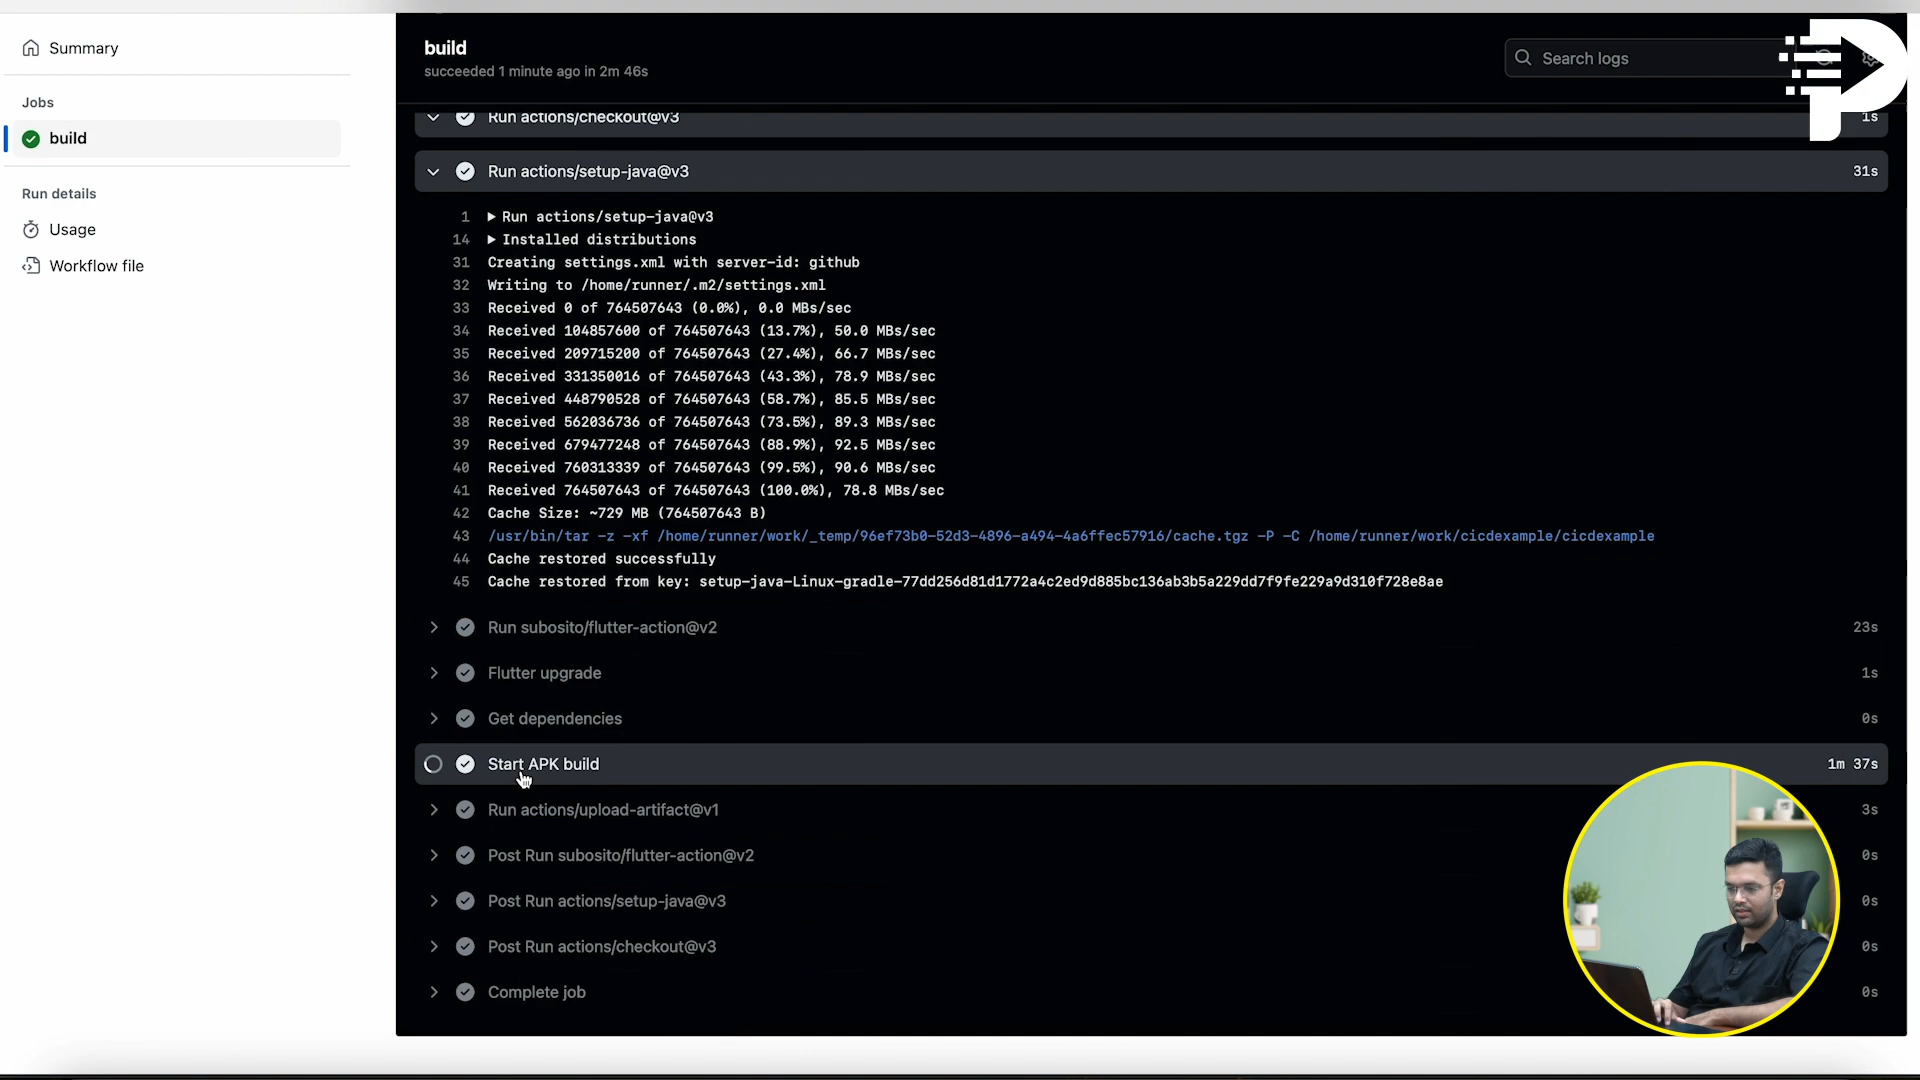 Summary
Jobs
build
Run details
Usage
Workflow file
build
succeeded 1 minute ago in 2m 46s
Search logs
Run actions/checkout@v3 1s
Run actions/setup-java@v3 31s
1 Run actions/setup-java@v3
14 Installed distributions
31 Creating settings.xml with server-id: github
32 Writing to /home/runner/.m2/settings.xml
33 Received 0 of 764507643 (0.0%), 0.0 MBs/sec
34 Received 104857600 of 764507643 (13.7%), 50.0 MBs/sec
35 Received 209715200 of 764507643 (27.4%), 66.7 MBs/sec
36 Received 331350016 of 764507643 (43.3%), 78.9 MBs/sec
37 Received 448790528 of 764507643 (58.7%), 85.5 MBs/sec
38 Received 562036736 of 764507643 (73.5%), 89.3 MBs/sec
39 Received 679477248 of 764507643 (88.9%), 92.5 MBs/sec
40 Received 760313339 of 764507643 (99.5%), 90.6 MBs/sec
41 Received 764507643 of 764507643 (100.0%), 78.8 MBs/sec
42 Cache Size: ~729 MB (764507643 B)
43 /usr/bin/tar -z -xf /home/runner/work/_temp/96ef73b0-52d3-4896-a494-4a6ffec57916/cache.tgz -P -C /home/runner/work/cicdexample/cicdexample
44 Cache restored successfully
45 Cache restored from key: setup-java-Linux-gradle-77dd256d81d1772a4c2ed9d885bc136ab3b5a229dd7f9fe229a9d310f728e8ae
Run subosito/flutter-action@v2 23s
Flutter upgrade 1s
Get dependencies 0s
Start APK build 1m 37s
Run actions/upload-artifact@v1 3s
Post Run subosito/flutter-action@v2 0s
Post Run actions/setup-java@v3 0s
Post Run actions/checkout@v3 0s
Complete job 0s